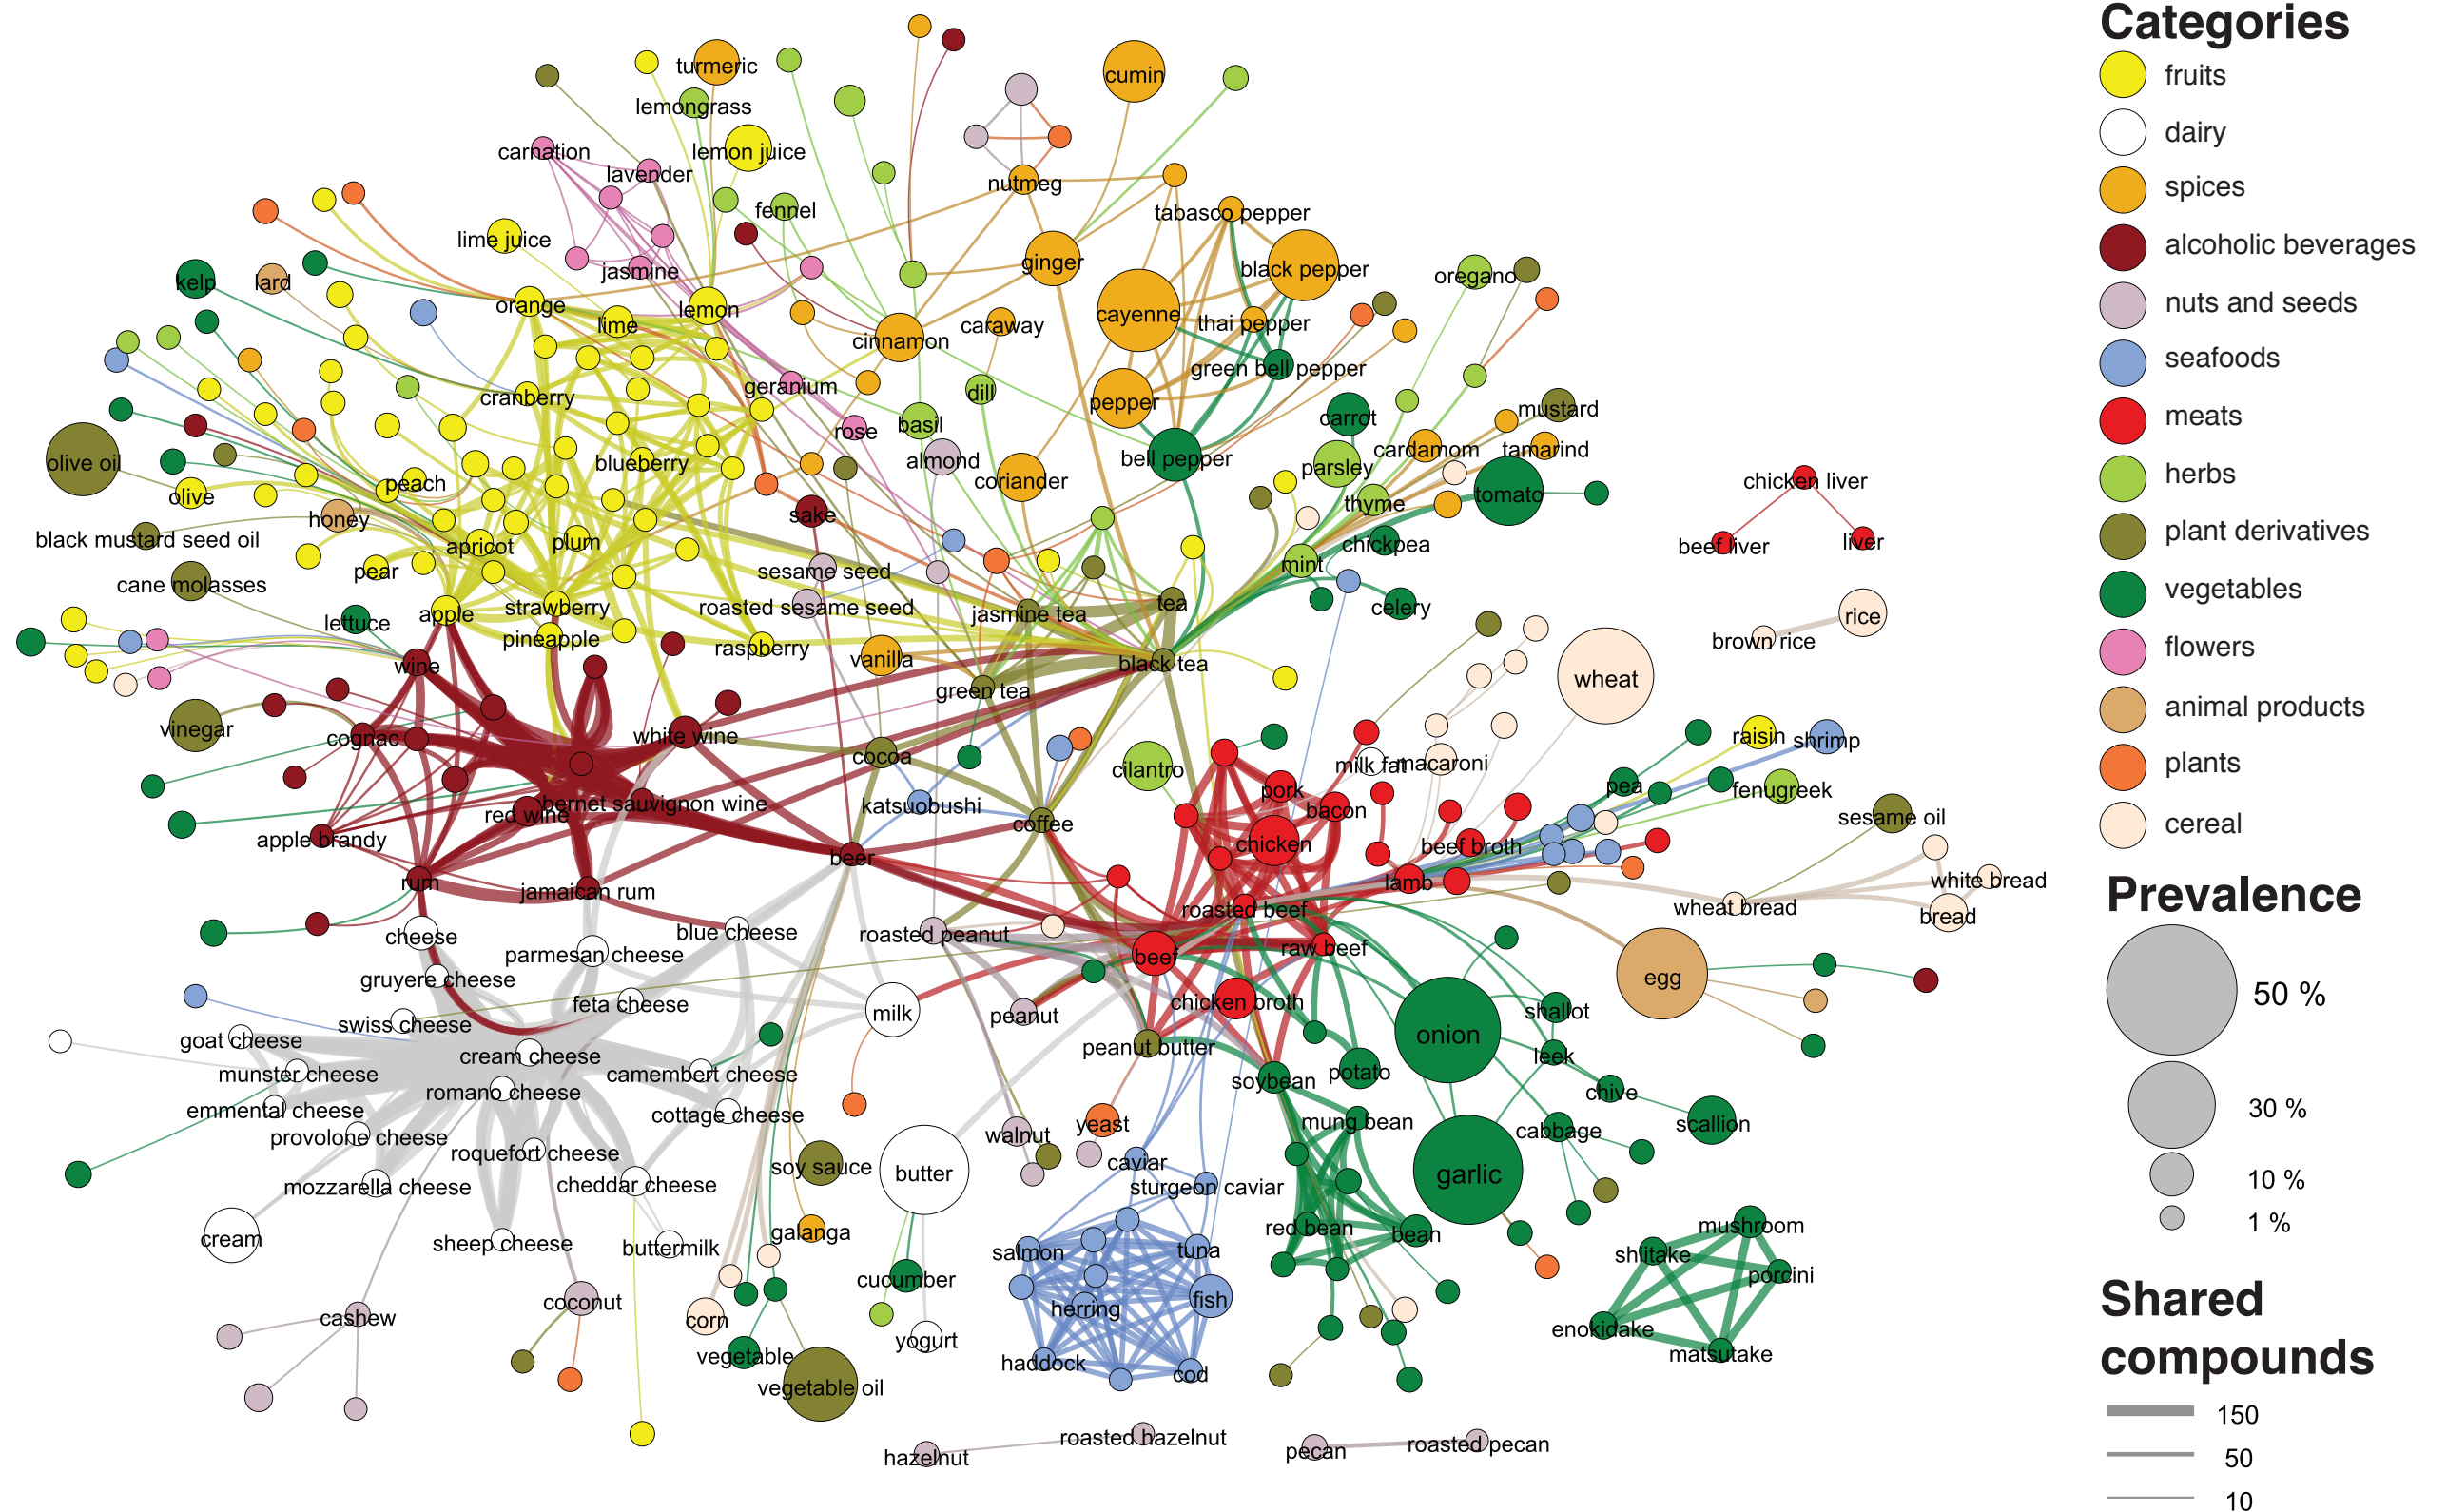 Categories
fruits
dairy
spices
alcoholic beverages
nuts and seeds
seafoods
meats
herbs
plant derivatives
vegetables
flowers
animal products
plants
cereal
Prevalence
50 %
30 %
10 %
1 %
Shared
compounds
150
50
10
turmeric
cumin
lemongrass
carnation
lemon juice
lavender
nutmeg
fennel
tabasco pepper
lime juice
jasmine
ginger
black pepper
oregano
kelp
lard
orange
lemon
lime
cayenne
thai pepper
caraway
cinnamon
green bell pepper
geranium
cranberry
dill
pepper
mustard
carrot
basil
rose
cardamom
tamarind
olive oil
blueberry
almond
bell pepper
parsley
peach
coriander
chicken liver
olive
thyme
tomato
honey
sake
black mustard seed oil
apricot
plum
chickpea
beef liver
liver
mint
pear
sesame seed
cane molasses
apple
strawberry
roasted sesame seed
jasmine tea
tea
celery
rice
lettuce
pineapple
brown rice
raspberry
vanilla
black tea
wine
green tea
wheat
vinegar
cognac
white wine
raisin
shrimp
cocoa
cilantro
milk fat
macaroni
pea
fenugreek
pork
bernet sauvignon wine
katsuobushi
bacon
red wine
coffee
sesame oil
apple brandy
chicken
beef broth
beer
rum
jamaican rum
lamb
white bread
roasted beef
wheat bread
bread
cheese
blue cheese
roasted peanut
parmesan cheese
beef
raw beef
gruyere cheese
egg
feta cheese
chicken broth
swiss cheese
milk
peanut
shallot
goat cheese
onion
cream cheese
peanut butter
leek
munster cheese
camembert cheese
potato
soybean
romano cheese
chive
emmental cheese
cottage cheese
mung bean
scallion
provolone cheese
walnut
yeast
cabbage
roquefort cheese
caviar
soy sauce
butter
garlic
mozzarella cheese
cheddar cheese
sturgeon caviar
galanga
red bean
bean
mushroom
cream
sheep cheese
buttermilk
salmon
tuna
shiitake
cucumber
porcini
coconut
herring
fish
cashew
corn
enokidake
yogurt
vegetable
haddock
matsutake
cod
vegetable oil
roasted hazelnut
roasted pecan
hazelnut
pecan